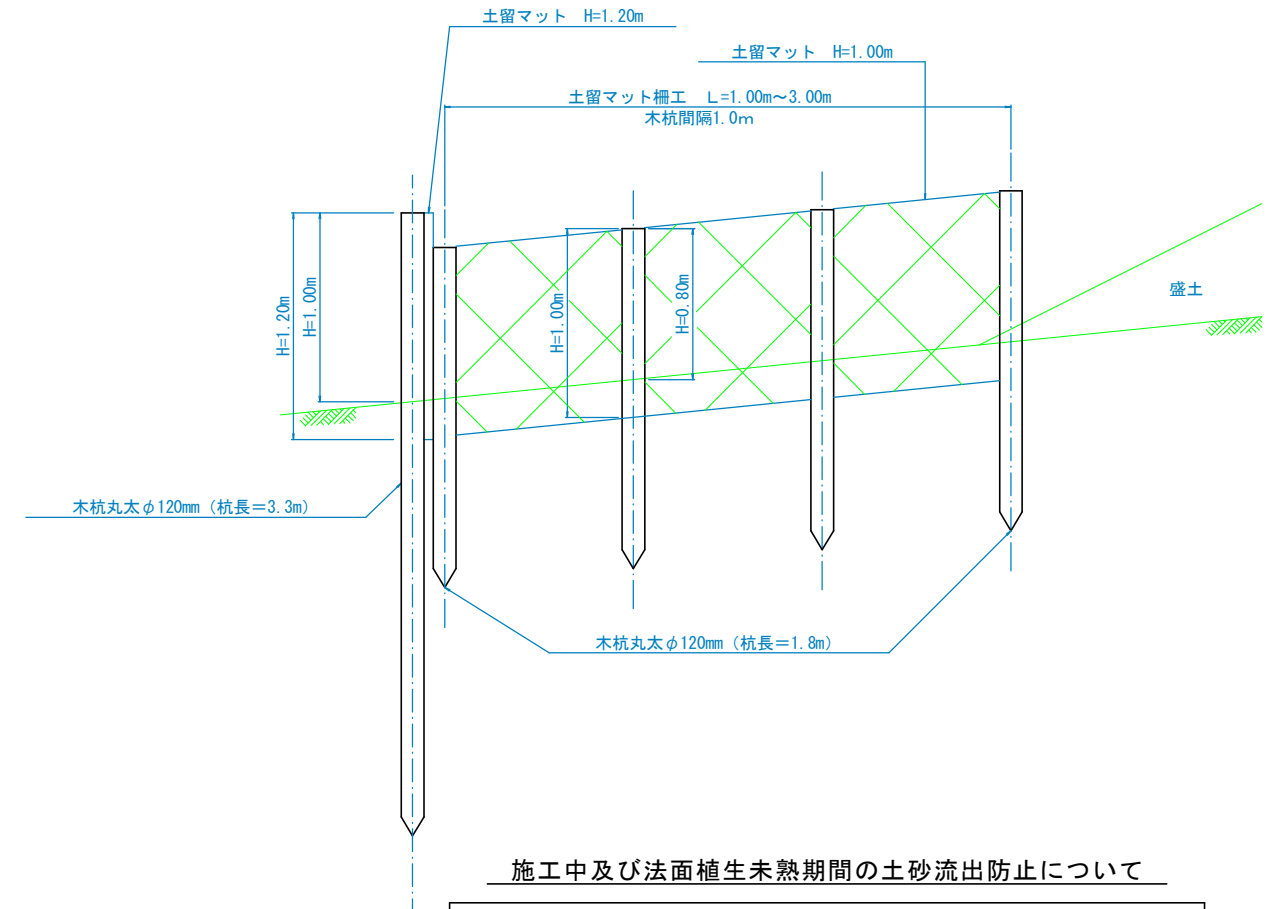 土留マット H=1.20m
土留マット H=1.00m
土留マット柵工 L=1.00m～3.00m
木杭間隔1.0m
H=1.20m
H=1.00m
H=1.00m
H=0.80m
盛土
木杭丸太φ120mm（杭長＝3.3m）
木杭丸太φ120mm（杭長＝1.8m）
施工中及び法面植生未熟期間の土砂流出防止について